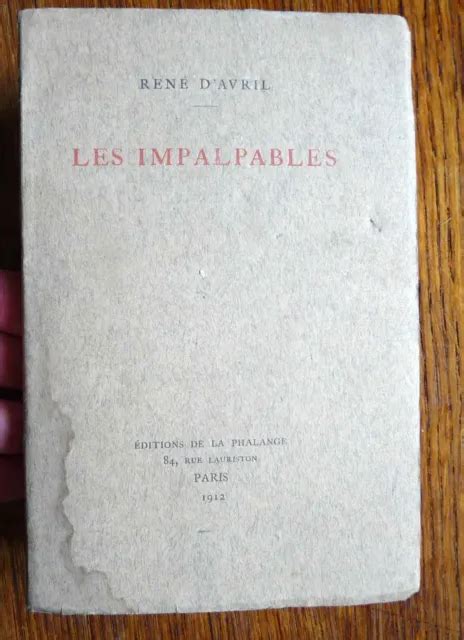 RENÉ D'AVRIL
LES IMPALPABLES
ÉDITIONS DE LA PHALANGE
84, RUE LAURISTON
PARIS
1912